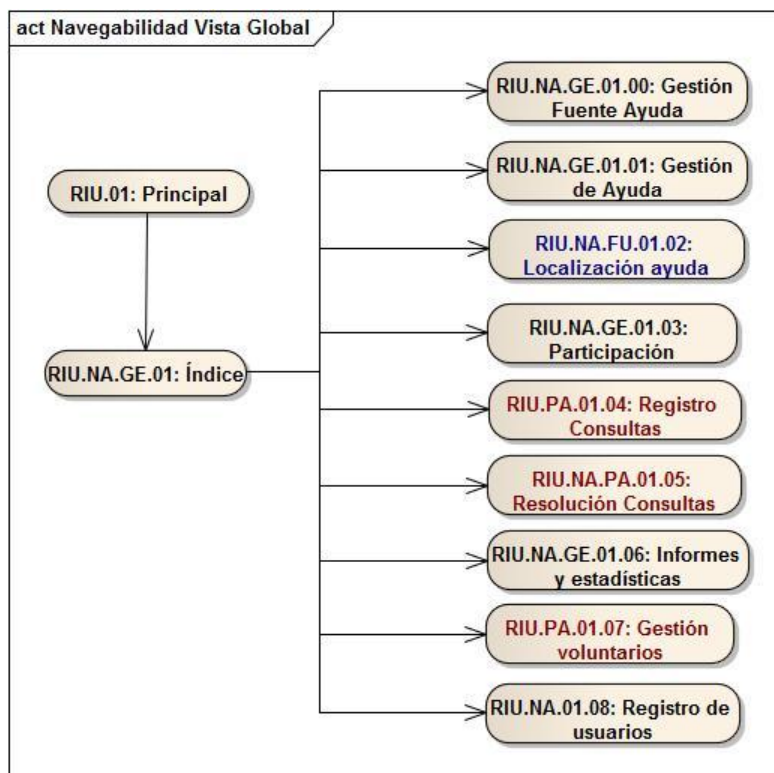 act Navegabilidad Vista Global
RIU.NA.GE.01.00: Gestión
Fuente Ayuda
RIU.01: Principal
RIU.NA.GE.01.01: Gestión
de Ayuda
RIU.NA.FU.01.02:
Localización ayuda
RIU.NA.GE.01.03:
Participación
RIU.NA.GE.01: Índice
RIU.PA.01.04: Registro
Consultas
RIU.NA.PA.01.05:
Resolución Consultas
RIU.NA.GE.01.06: Informes
y estadísticas
RIU.PA.01.07: Gestión
voluntarios
RIU.NA.01.08: Registro de
usuarios